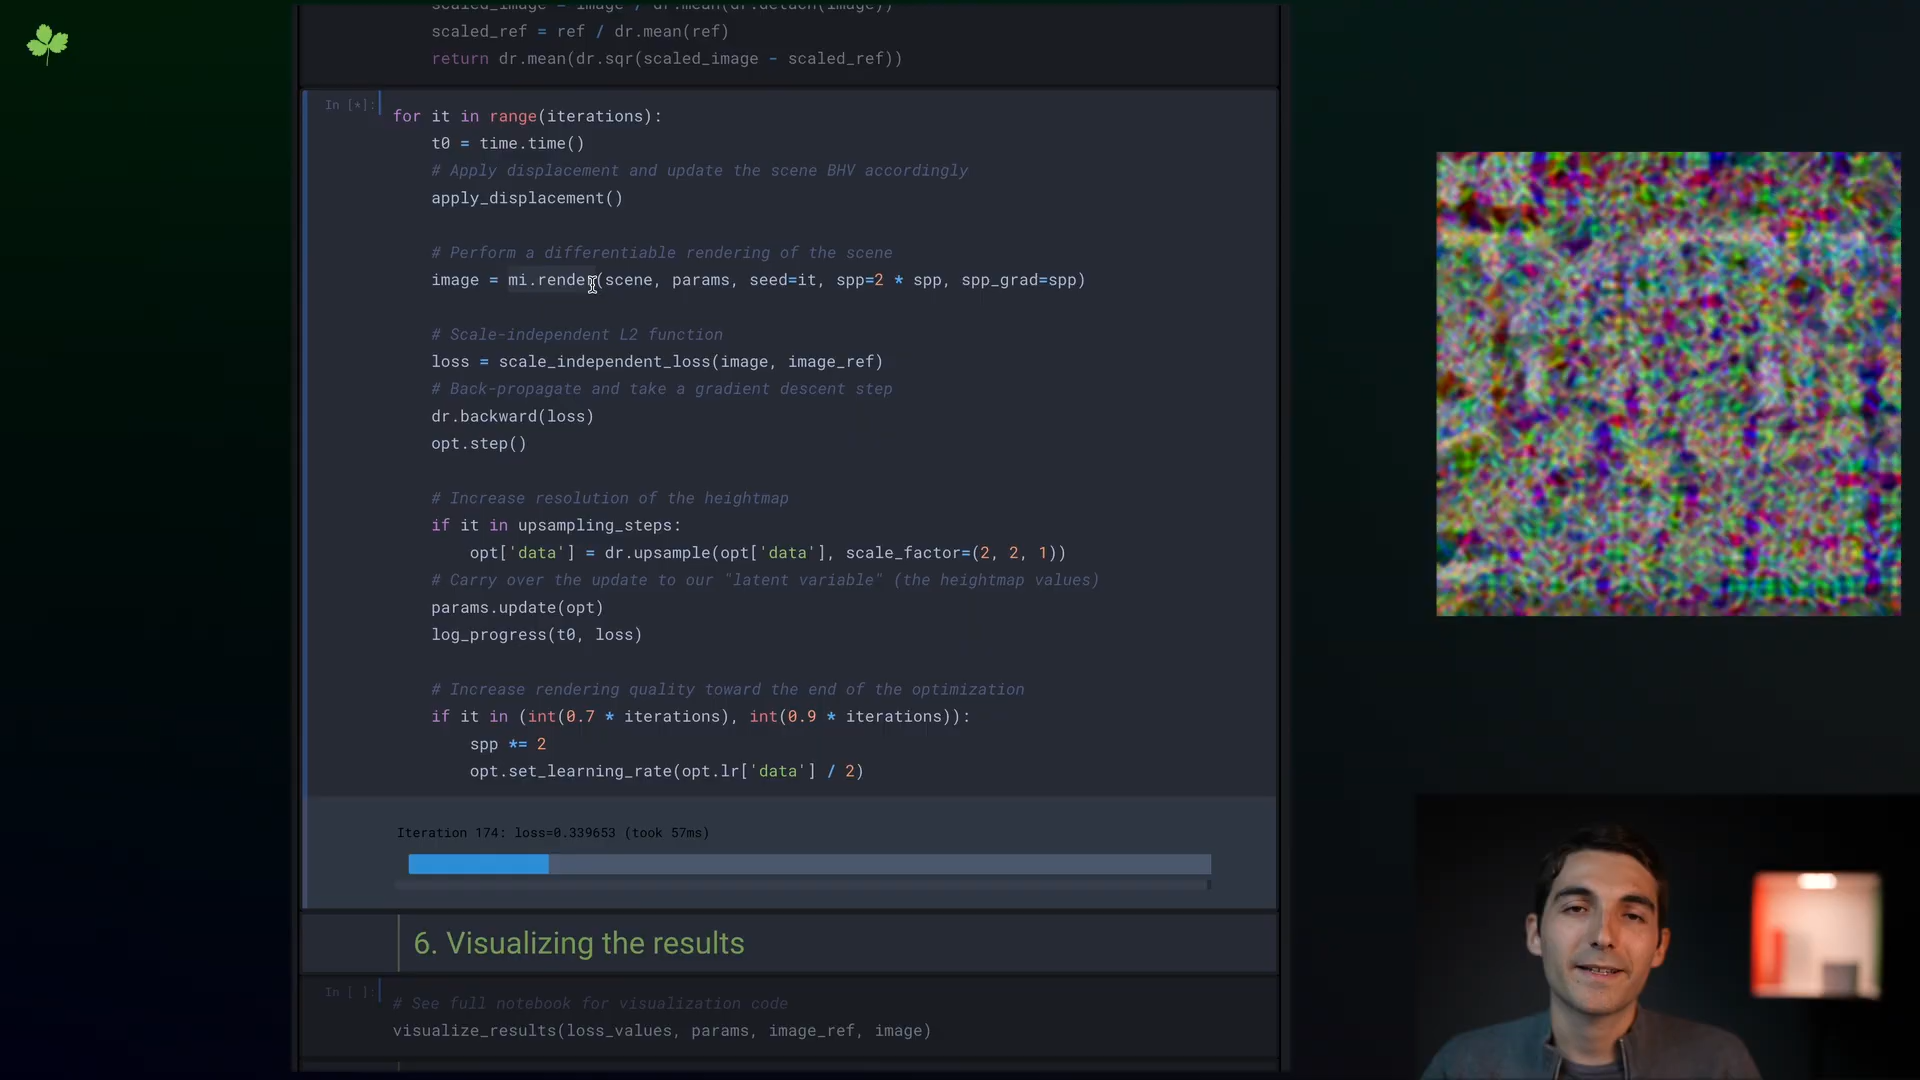 scaled_image = image / dr.mean(dr.detach(image))
scaled_ref = ref / dr.mean(ref)
return dr.mean(dr.sqr(scaled_image - scaled_ref))
In [*]:
for it in range(iterations):
t0 = time.time()
# Apply displacement and update the scene BHV accordingly
apply_displacement()
# Perform a differentiable rendering of the scene
image = mi.render(scene, params, seed=it, spp=2 * spp, spp_grad=spp)
# Scale-independent L2 function
loss = scale_independent_loss(image, image_ref)
# Back-propagate and take a gradient descent step
dr.backward(loss)
opt.step()
# Increase resolution of the heightmap
if it in upsampling_steps:
opt['data'] = dr.upsample(opt['data'], scale_factor=(2, 2, 1))
# Carry over the update to our "latent variable" (the heightmap values)
params.update(opt)
log_progress(t0, loss)
# Increase rendering quality toward the end of the optimization
if it in (int(0.7 * iterations), int(0.9 * iterations)):
spp *= 2
opt.set_learning_rate(opt.lr['data'] / 2)
Iteration 174: loss=0.339653 (took 57ms)
6. Visualizing the results
In [ ]:
# See full notebook for visualization code
visualize_results(loss_values, params, image_ref, image)